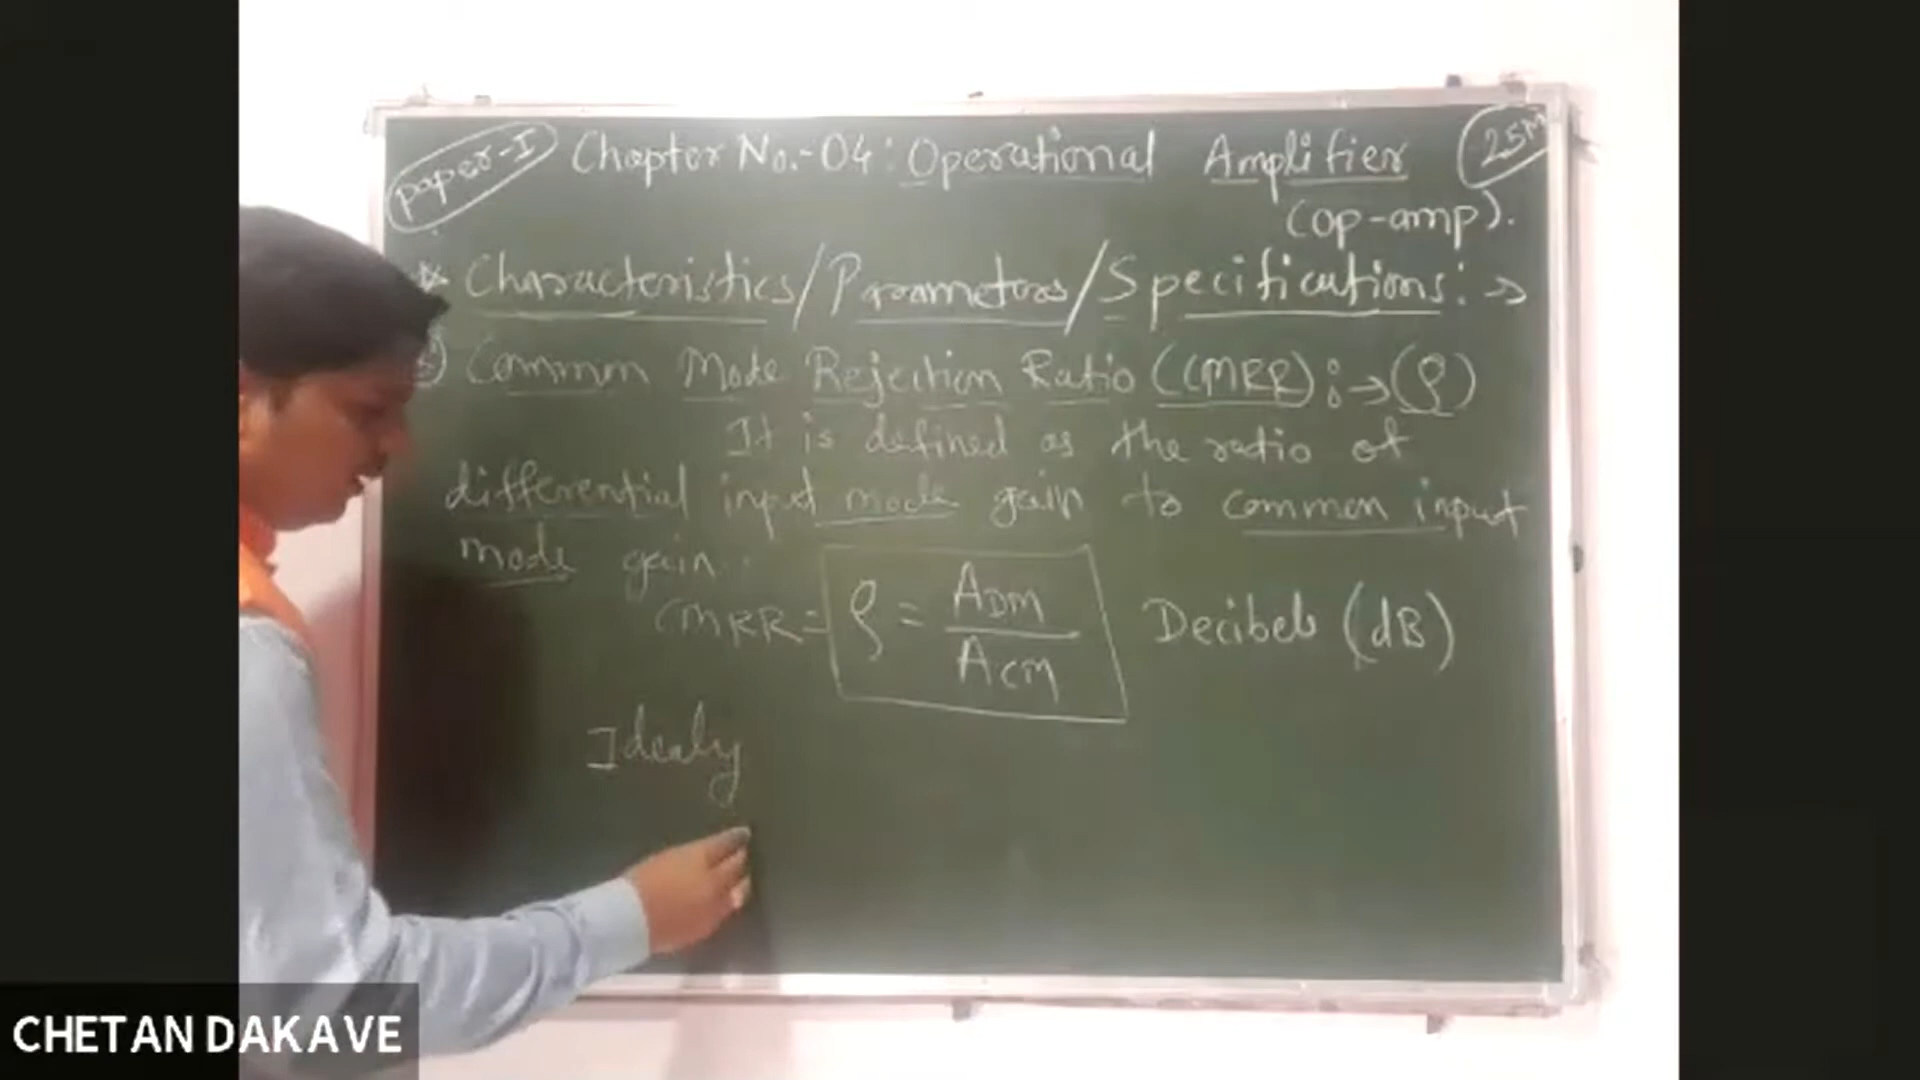 paper-I Chapter No.-04: Operational Amplifier 25M
(op-amp).
* Characteristics/Parameters/Specifications: →
) Common Mode Rejection Ratio (CMRR): → (ρ)
It is defined as the ratio of
differential input mode gain to common input
mode gain.
CMRR = ρ = ADM / ACM Decibels (dB)
Idealy
CHETAN DAKAVE